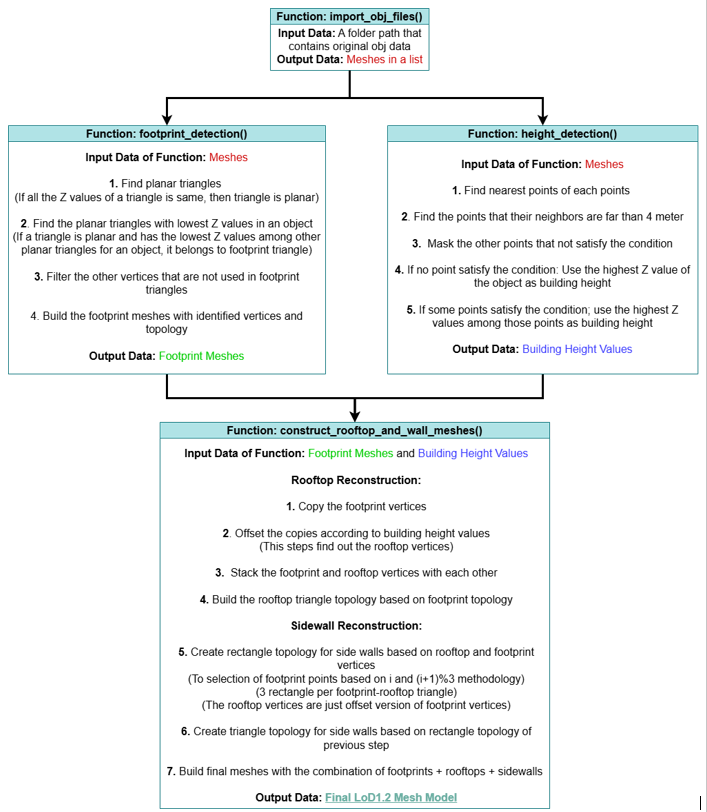 Function: import_obj_files()
Input Data: A folder path that
contains original obj data
Output Data: Meshes in a list
Function: footprint_detection()
Input Data of Function: Meshes
1. Find planar triangles
(If all the Z values of a triangle is same, then triangle is planar)
2. Find the planar triangles with lowest Z values in an object
(If a triangle is planar and has the lowest Z values among other
planar triangles for an object, it belongs to footprint triangle)
3. Filter the other vertices that are not used in footprint
triangles
4. Build the footprint meshes with identified vertices and
topology
Output Data: Footprint Meshes
Function: height_detection()
Input Data of Function: Meshes
1. Find nearest points of each points
2. Find the points that their neighbors are far than 4 meter
3. Mask the other points that not satisfy the condition
4. If no point satisfy the condition: Use the highest Z value of
the object as building height
5. If some points satisfy the condition; use the highest Z
values among those points as building height
Output Data: Building Height Values
Function: construct_rooftop_and_wall_meshes()
Input Data of Function: Footprint Meshes and Building Height Values
Rooftop Reconstruction:
1. Copy the footprint vertices
2. Offset the copies according to building height values
(This steps find out the rooftop vertices)
3. Stack the footprint and rooftop vertices with each other
4. Build the rooftop triangle topology based on footprint topology
Sidewall Reconstruction:
5. Create rectangle topology for side walls based on rooftop and footprint
vertices
(To selection of footprint points based on i and (i+1)%3 methodology)
(3 rectangle per footprint-rooftop triangle)
(The rooftop vertices are just offset version of footprint vertices)
6. Create triangle topology for side walls based on rectangle topology of
previous step
7. Build final meshes with the combination of footprints + rooftops + sidewalls
Output Data: Final LoD1.2 Mesh Model